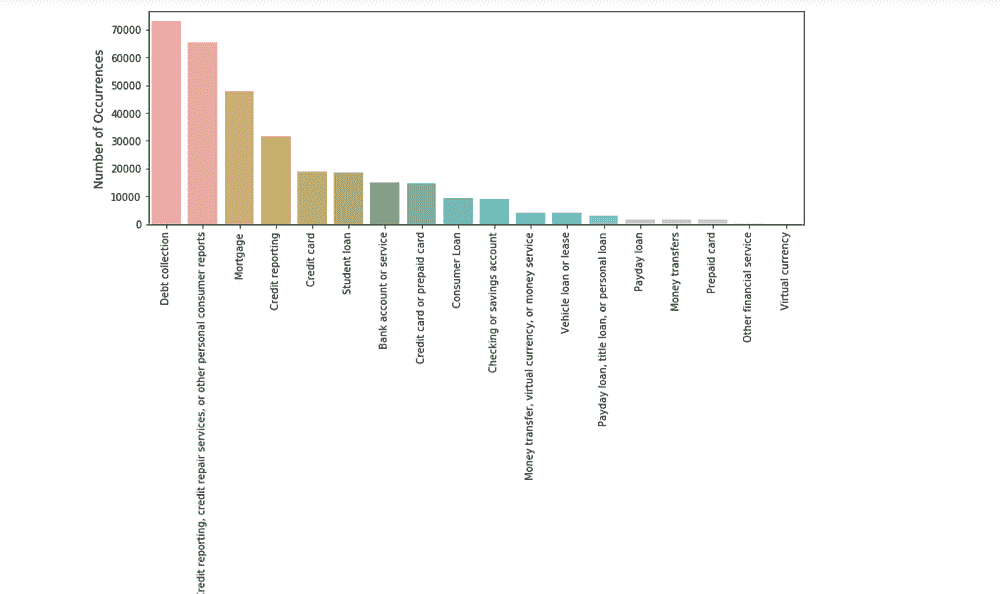 Number of Occurrences
70000
60000
50000
40000
30000
20000
10000
0
Debt collection
redit reporting, credit repair services, or other personal consumer reports
Mortgage
Credit reporting
Credit card
Student loan
Bank account or service
Credit card or prepaid card
Consumer Loan
Checking or savings account
Money transfer, virtual currency, or money service
Vehicle loan or lease
Payday loan, title loan, or personal loan
Payday loan
Money transfers
Prepaid card
Other financial service
Virtual currency